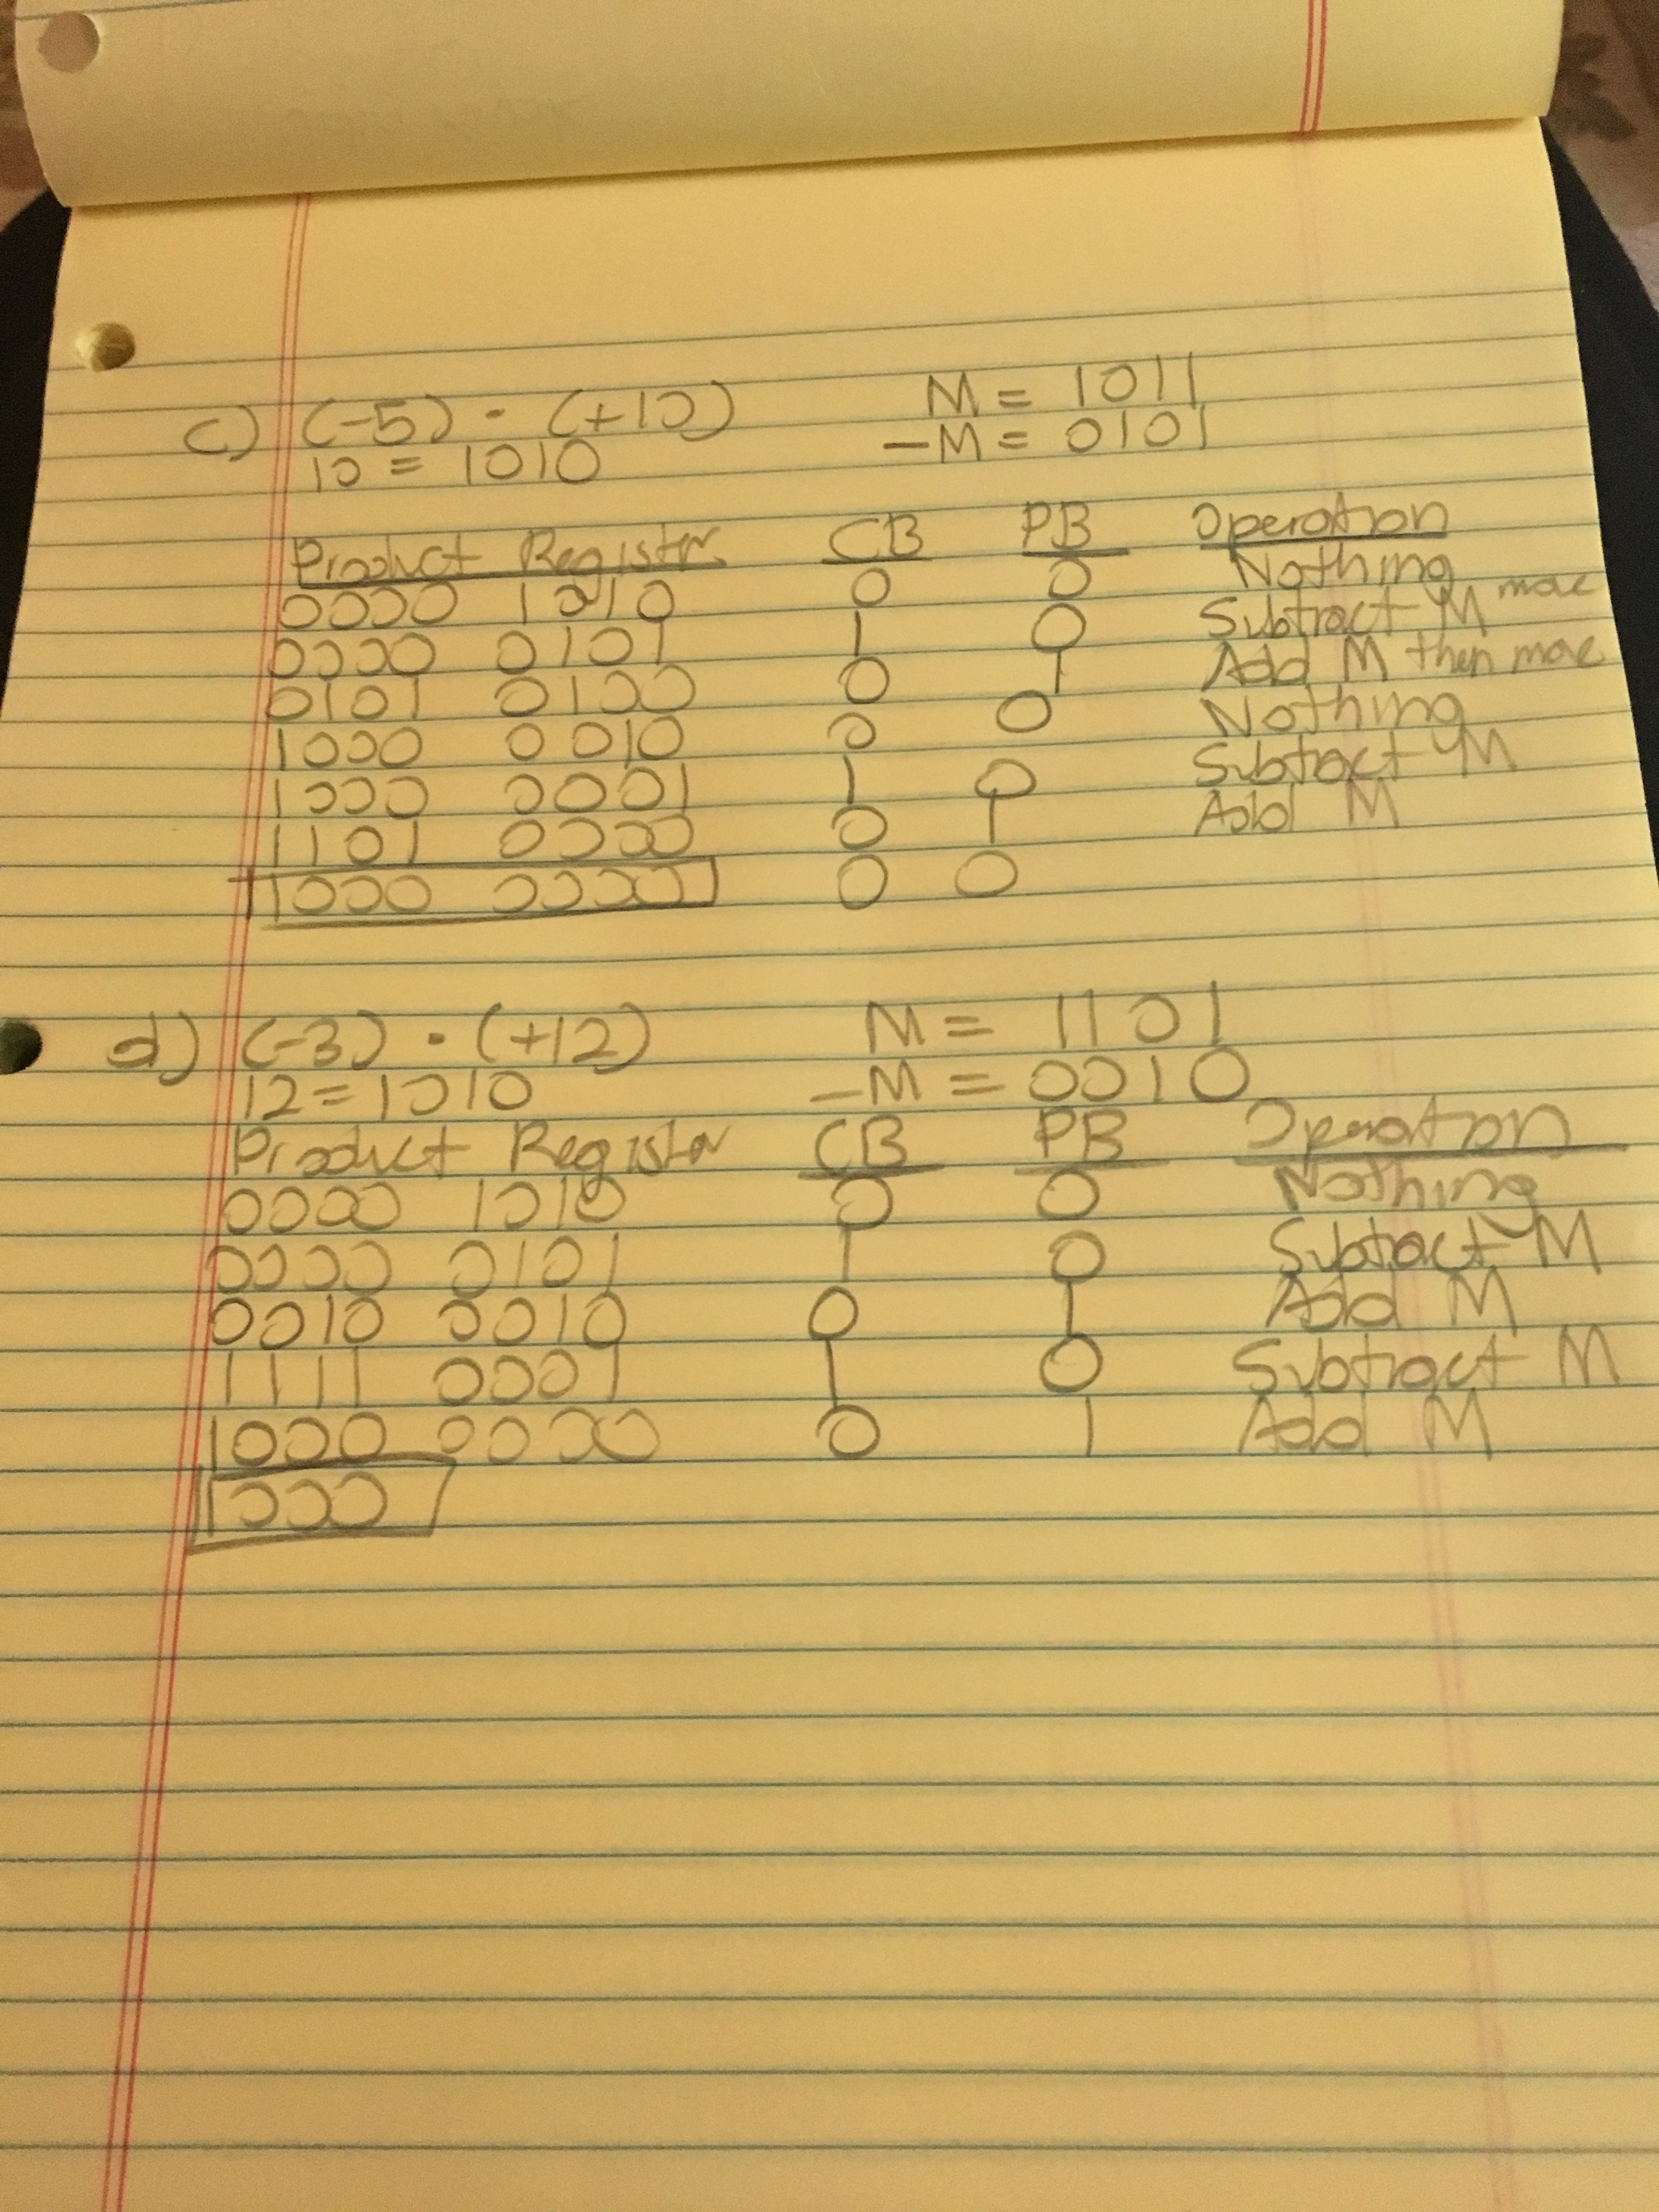 c) (-5) · (+10) M = 1011
10 = 1010 -M = 0101
Product Register CB PB Operation
0000 1010 0 0 Nothing
0000 0101 1 0 Subtract M move
0101 0100 0 1 Add M then move
1000 0010 0 0 Nothing
1000 0001 1 0 Subtract M
1101 0000 0 1 Add M
1000 0000 0 0
d) (-3) · (+12) M = 1101
12 = 1010 -M = 0010
Product Register CB PB Operation
0000 1010 0 0 Nothing
0000 0101 1 0 Subtract M
0010 0010 0 1 Add M
1111 0001 1 0 Subtract M
1000 0000 0 1 Add M
1000